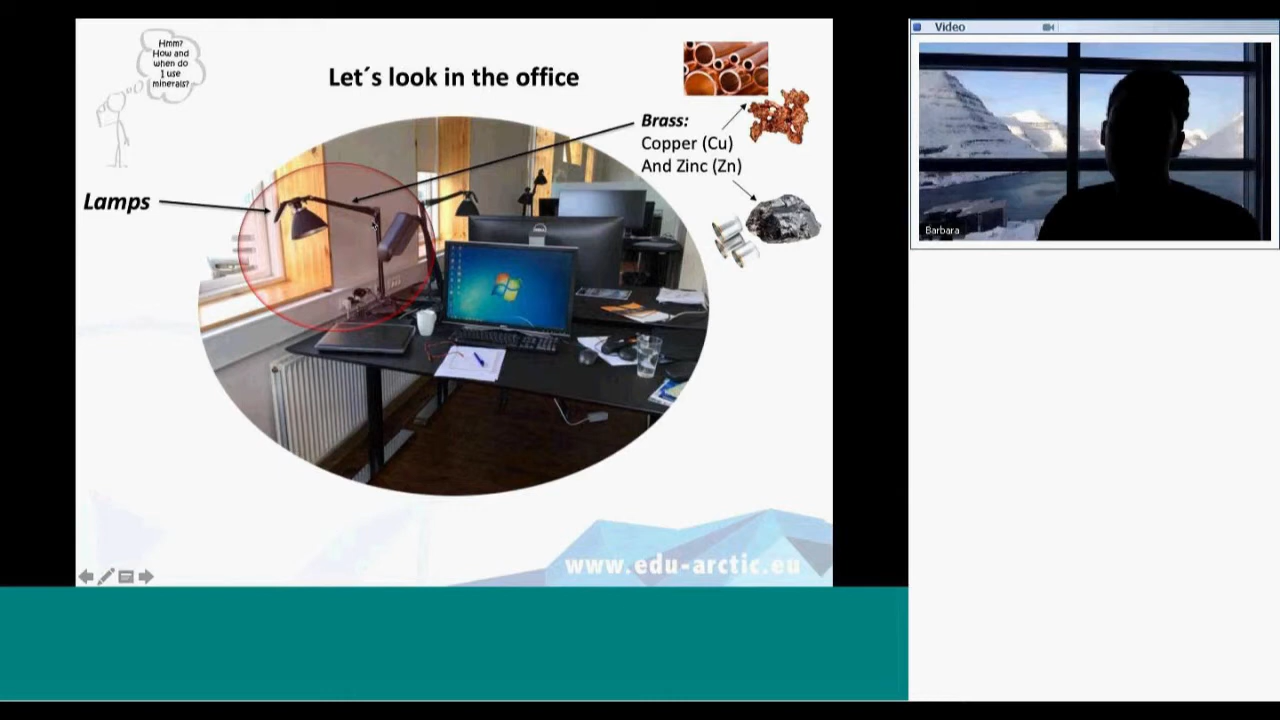 Hmm?
How and
when do
I use
minerals?
Let´s look in the office
Brass:
Copper (Cu)
And Zinc (Zn)
Lamps
www.edu-arctic.eu
Video
Barbara